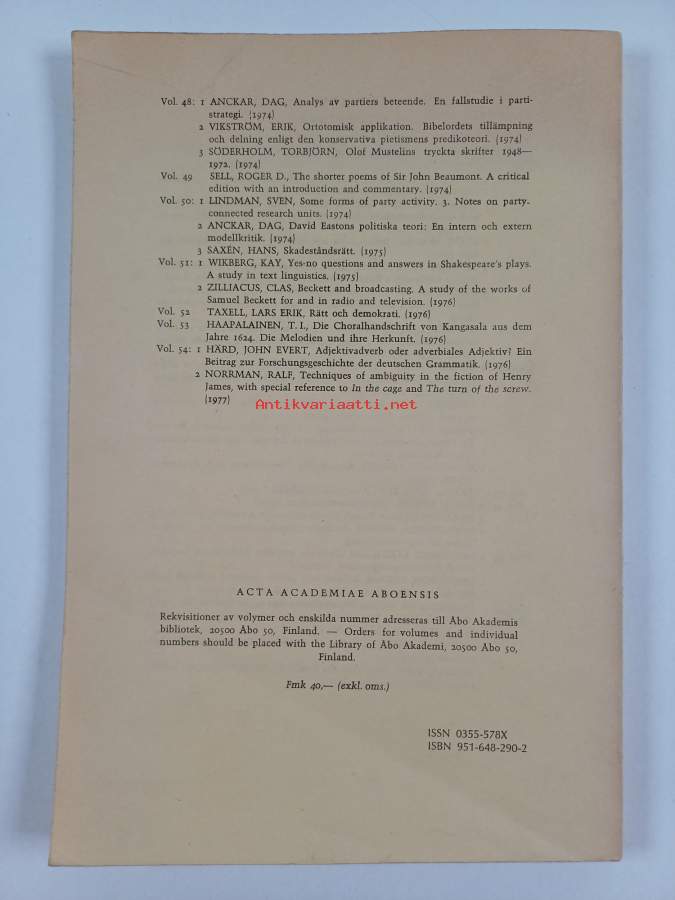 Vol. 48: 1 ANCKAR, DAG, Analys av partiers beteende. En fallstudie i parti-
strategi. (1974)
2 VIKSTRÖM, ERIK, Ortotomisk applikation. Bibelordets tillämpning
och delning enligt den konservativa pietismens predikoteori. (1974)
3 SÖDERHOLM, TORBJÖRN, Olof Mustelins tryckta skrifter 1948—
1972. (1974)
Vol. 49 SELL, ROGER D., The shorter poems of Sir John Beaumont. A critical
edition with an introduction and commentary. (1974)
Vol. 50: 1 LINDMAN, SVEN, Some forms of party activity. 3. Notes on party-
connected research units. (1974)
2 ANCKAR, DAG, David Eastons politiska teori: En intern och extern
modellkritik. (1974)
3 SAXÉN, HANS, Skadeståndsrätt. (1975)
Vol. 51: 1 WIKBERG, KAY, Yes-no questions and answers in Shakespeare's plays.
A study in text linguistics. (1975)
2 ZILLIACUS, CLAS, Beckett and broadcasting. A study of the works of
Samuel Beckett for and in radio and television. (1976)
Vol. 52 TAXELL, LARS ERIK, Rätt och demokrati. (1976)
Vol. 53 HAAPALAINEN, T. I., Die Choralhandschrift von Kangasala aus dem
Jahre 1624. Die Melodien und ihre Herkunft. (1976)
Vol. 54: 1 HÄRD, JOHN EVERT, Adjektivadverb oder adverbiales Adjektiv? Ein
Beitrag zur Forschungsgeschichte der deutschen Grammatik. (1976)
2 NORRMAN, RALF, Techniques of ambiguity in the fiction of Henry
James, with special reference to In the cage and The turn of the screw.
(1977)
Antikvariaatti.net
ACTA ACADEMIAE ABOENSIS
Rekvisitioner av volymer och enskilda nummer adresseras till Åbo Akademis
bibliotek, 20500 Åbo 50, Finland. — Orders for volumes and individual
numbers should be placed with the Library of Åbo Akademi, 20500 Åbo 50,
Finland.
Fmk 40,— (exkl. oms.)
ISSN 0355-578X
ISBN 951-648-290-2